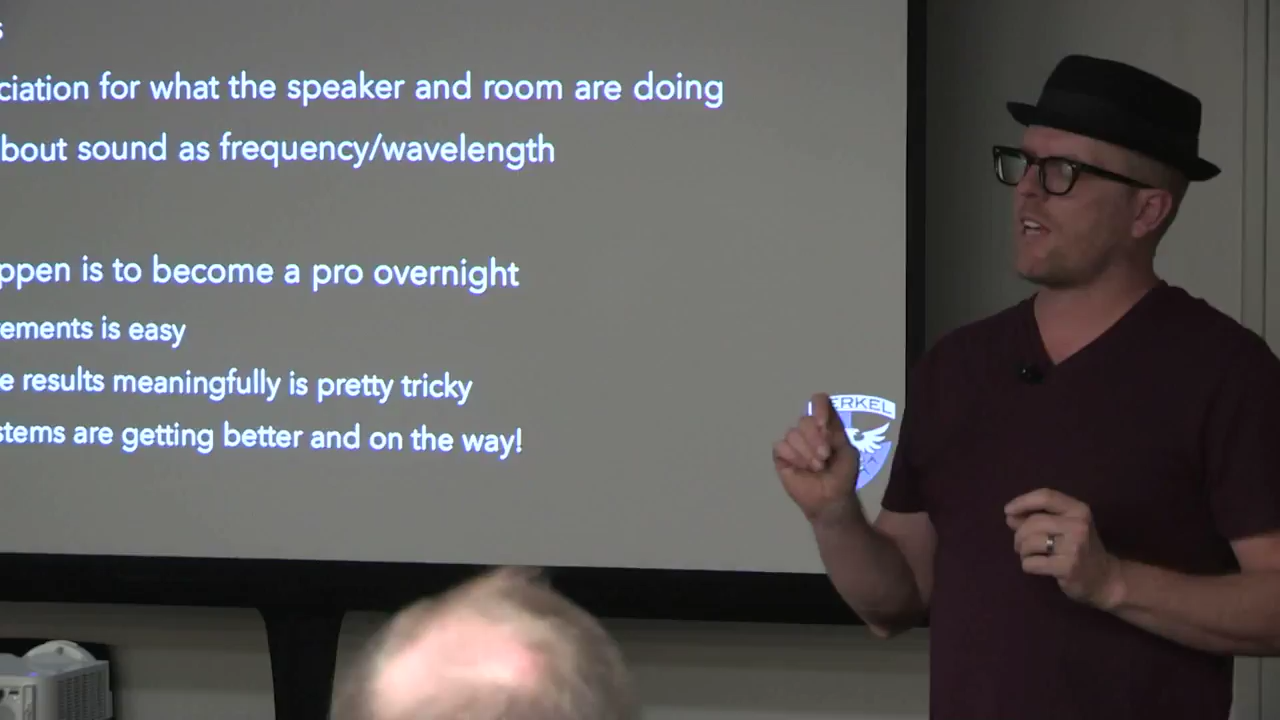 s
ciation for what the speaker and room are doing
bout sound as frequency/wavelength
ppen is to become a pro overnight
ements is easy
e results meaningfully is pretty tricky
stems are getting better and on the way!
ERKEL